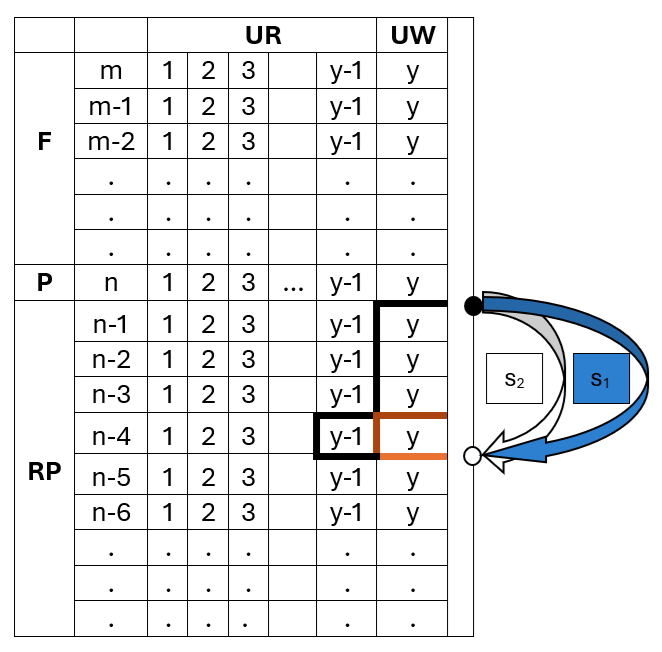 UR UW
m 1 2 3 y-1 y
m-1 1 2 3 y-1 y
F m-2 1 2 3 y-1 y
. . . . . .
. . . . . .
. . . . . .
P n 1 2 3 ... y-1 y
n-1 1 2 3 y-1 y
n-2 1 2 3 y-1 y
n-3 1 2 3 y-1 y
n-4 1 2 3 y-1 y
RP n-5 1 2 3 y-1 y
n-6 1 2 3 y-1 y
. . . . . .
. . . . . .
. . . . . .
s₂ s₁